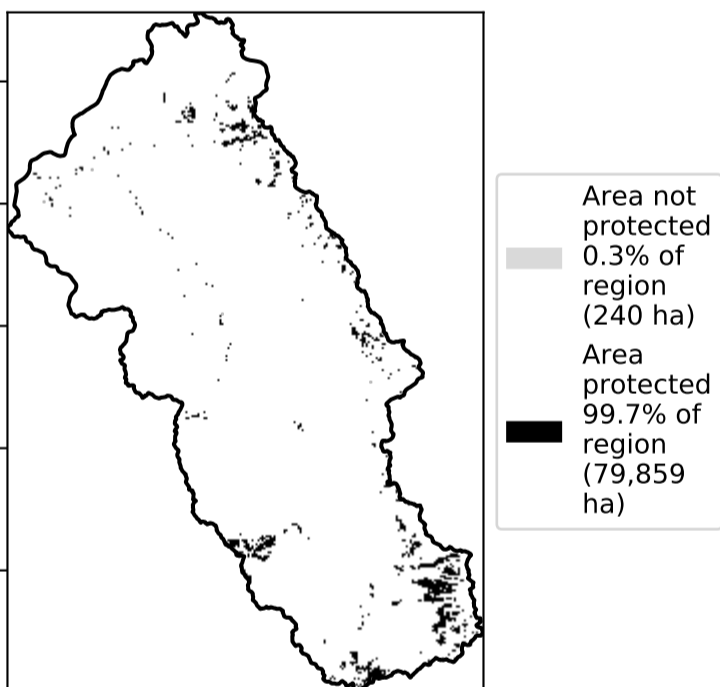 Area not
protected
0.3% of
region
(240 ha)
Area
protected
99.7% of
region
(79,859
ha)